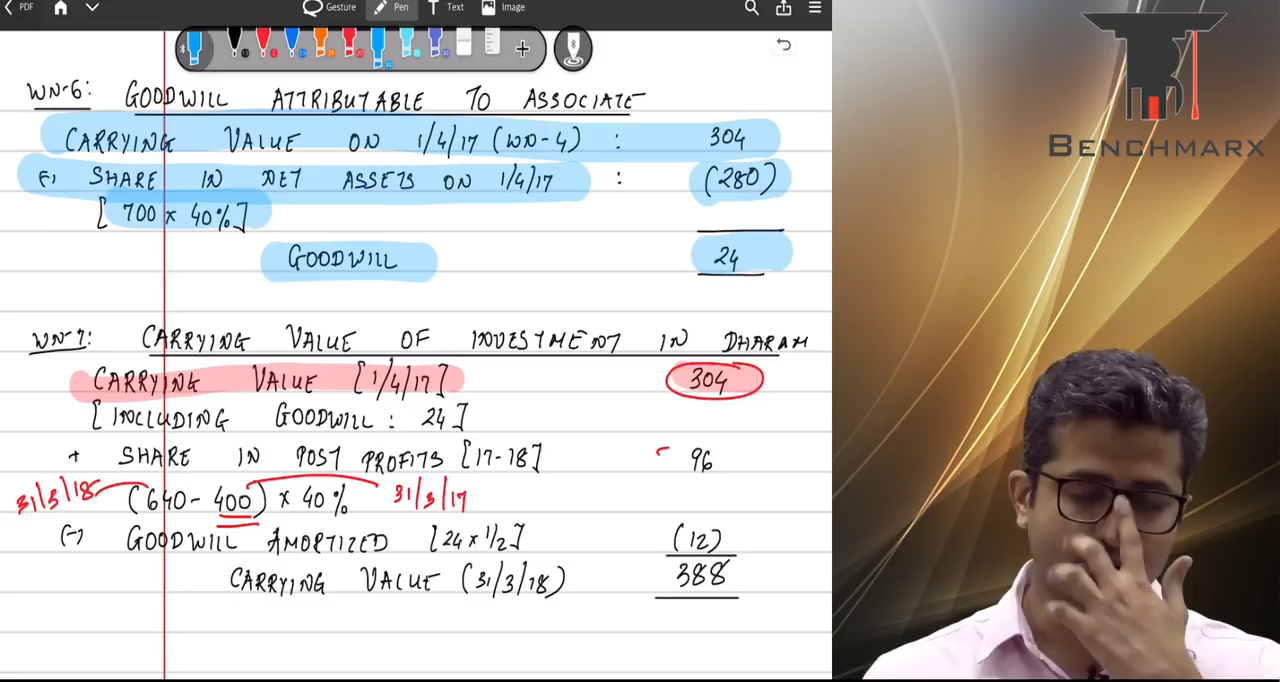 PDF Gesture Pen Text Image
WN-6: GOODWILL ATTRIBUTABLE TO ASSOCIATE
CARRYING VALUE ON 1/4/17 (WN-4) : 304
(-) SHARE IN NET ASSETS ON 1/4/17 : (280)
[700 x 40%]
GOODWILL 24
WN-7: CARRYING VALUE OF INVESTMENT IN DHARAM
CARRYING VALUE [1/4/17] 304
[INCLUDING GOODWILL : 24]
+ SHARE IN POST PROFITS [17-18] 96
31/3/18 (640 - 400) x 40% 31/3/17
(-) GOODWILL AMORTIZED [24 x 1/2] (12)
CARRYING VALUE (31/3/18) 388
BENCHMARX